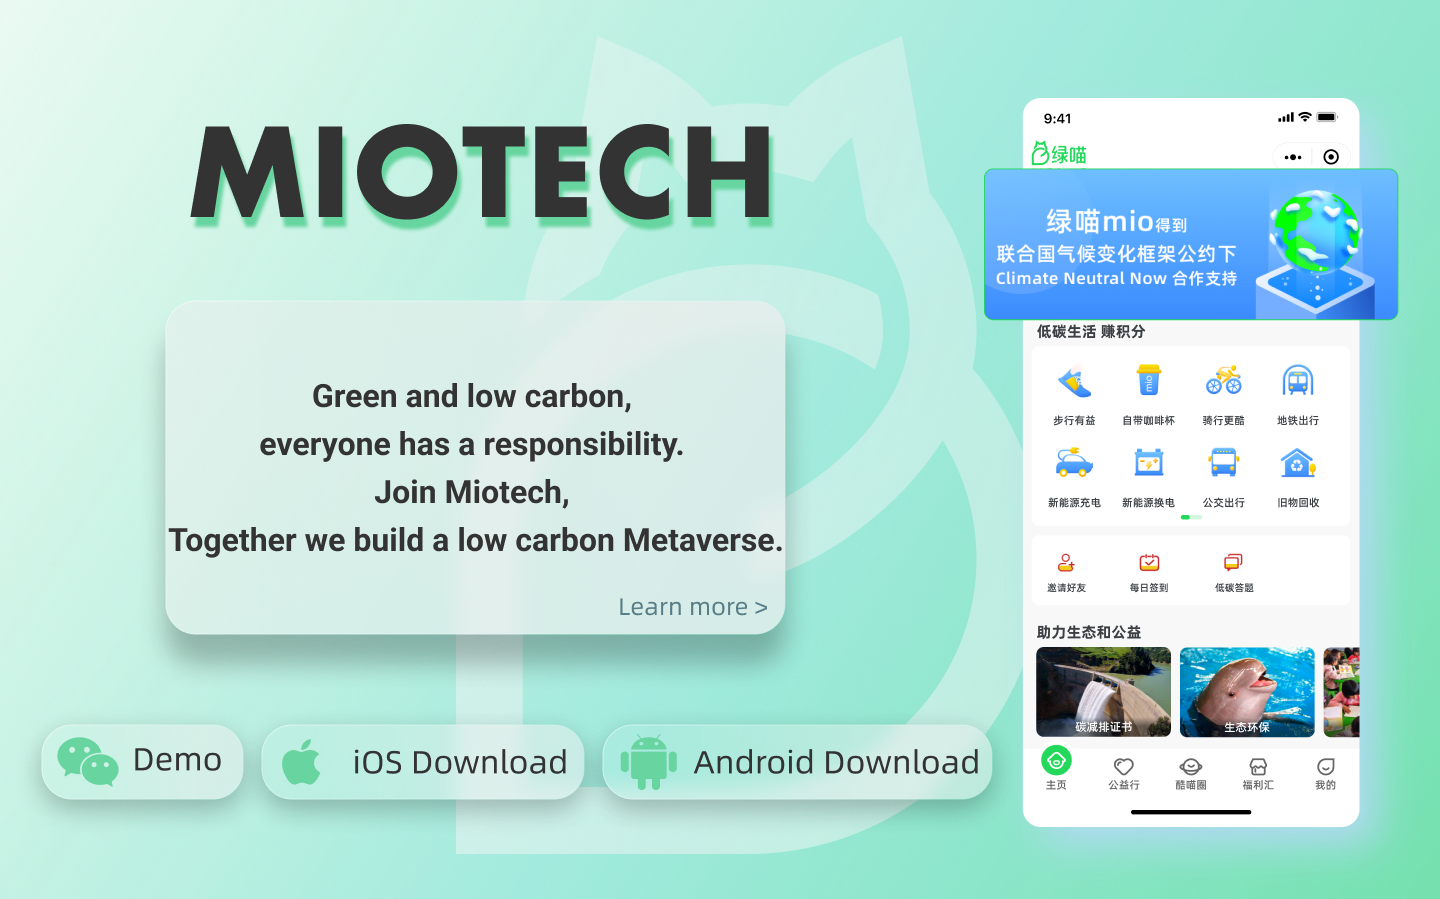 MIOTECH
Green and low carbon,
everyone has a responsibility.
Join Miotech,
Together we build a low carbon Metaverse.
Learn more >
Demo
iOS Download
Android Download
9:41
绿喵
绿喵mio得到
联合国气候变化框架公约下
Climate Neutral Now 合作支持
低碳生活 赚积分
步行有益
自带咖啡杯
骑行更酷
地铁出行
新能源充电
新能源换电
公交出行
旧物回收
邀请好友
每日签到
低碳答题
助力生态和公益
碳减排证书
生态环保
主页
公益行
酷喵圈
福利汇
我的